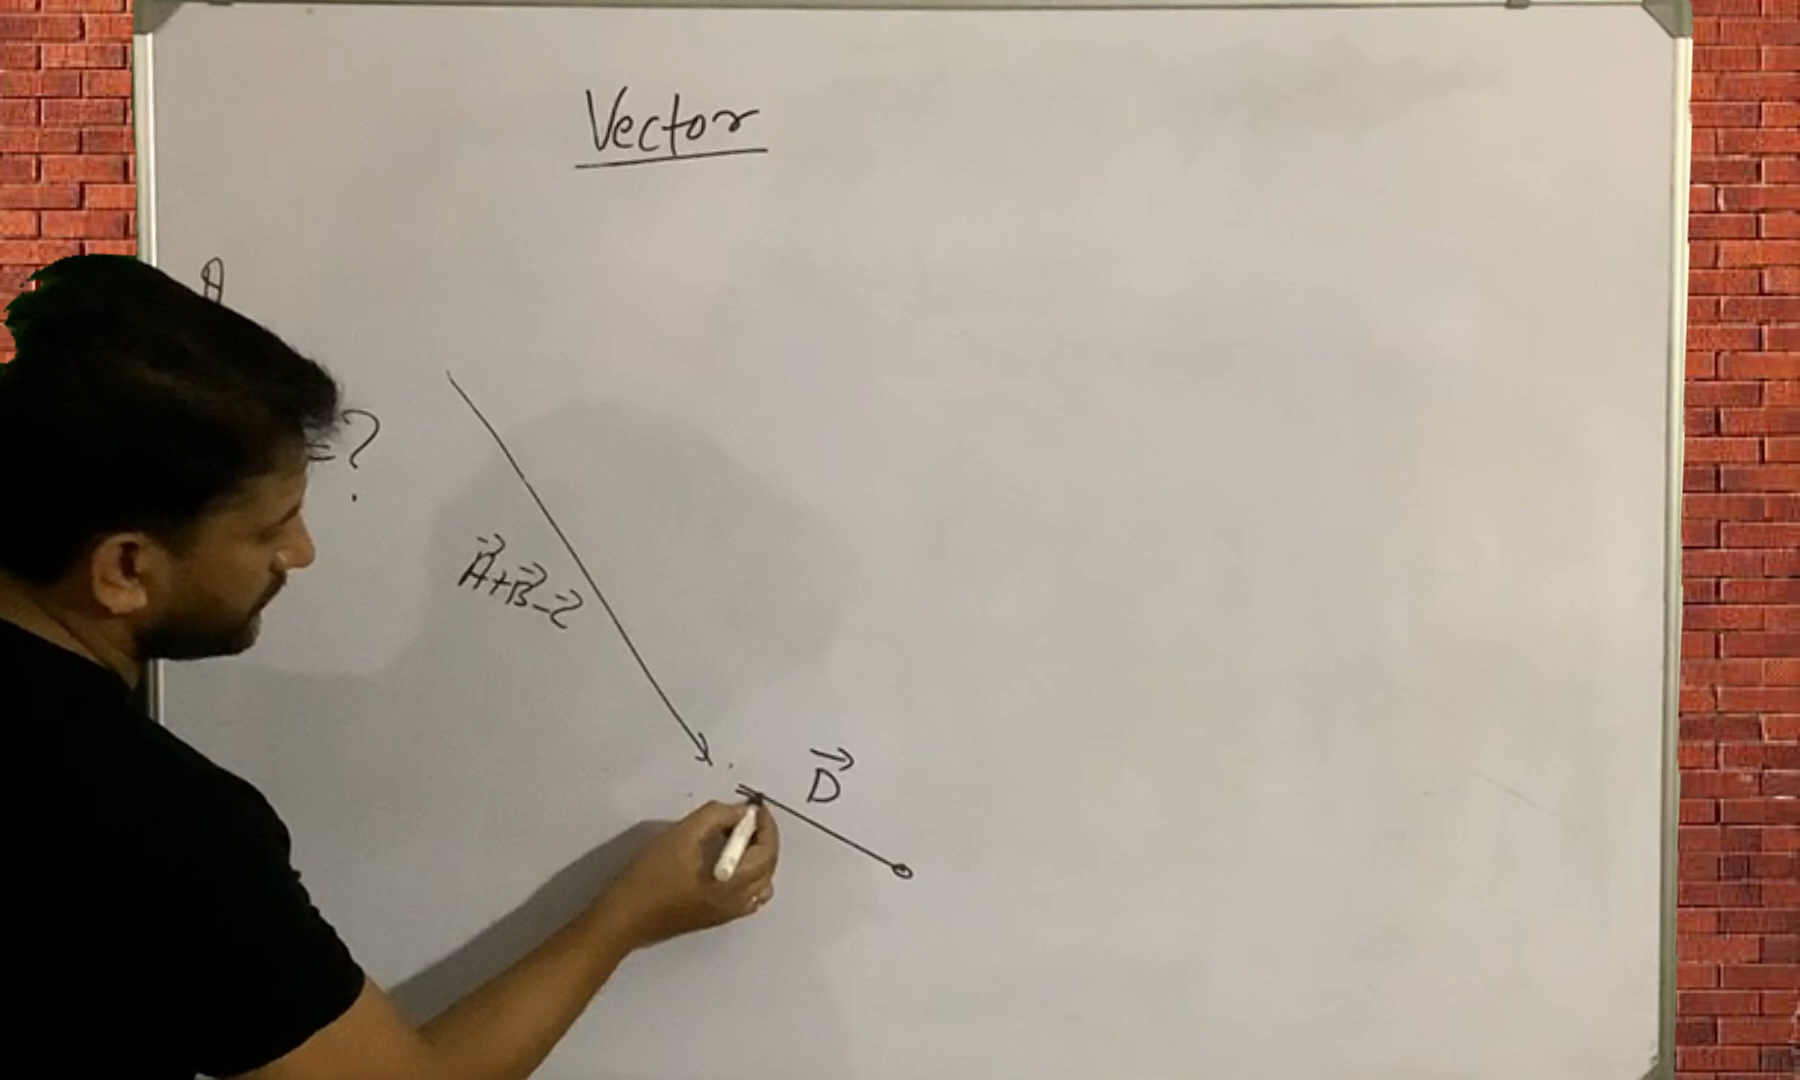 Vector
A
=?
A⃗+B⃗-C⃗
D⃗